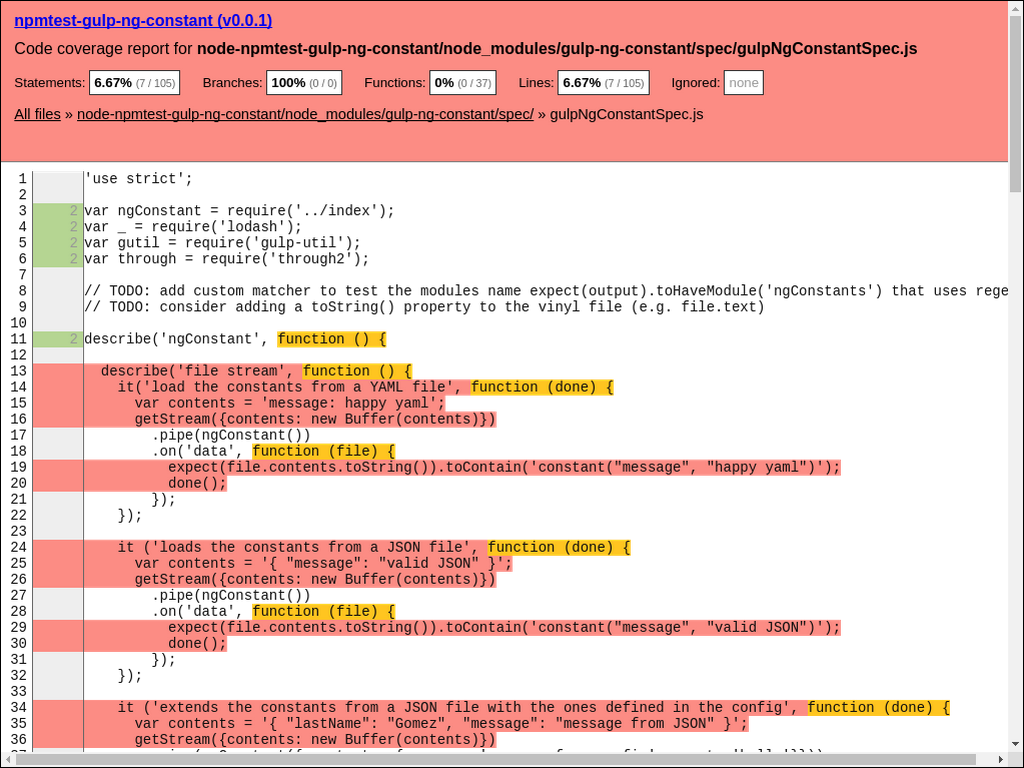 npmtest-gulp-ng-constant (v0.0.1)
Code coverage report for node-npmtest-gulp-ng-constant/node_modules/gulp-ng-constant/spec/gulpNgConstantSpec.js
Statements: 6.67% (7 / 105) Branches: 100% (0 / 0) Functions: 0% (0 / 37) Lines: 6.67% (7 / 105) Ignored: none
All files » node-npmtest-gulp-ng-constant/node_modules/gulp-ng-constant/spec/ » gulpNgConstantSpec.js
1 'use strict';
2
3 2 var ngConstant = require('../index');
4 2 var _ = require('lodash');
5 2 var gutil = require('gulp-util');
6 2 var through = require('through2');
7
8 // TODO: add custom matcher to test the modules name expect(output).toHaveModule('ngConstants') that uses rege
9 // TODO: consider adding a toString() property to the vinyl file (e.g. file.text)
10
11 2 describe('ngConstant', function () {
12
13 describe('file stream', function () {
14 it('load the constants from a YAML file', function (done) {
15 var contents = 'message: happy yaml';
16 getStream({contents: new Buffer(contents)})
17 .pipe(ngConstant())
18 .on('data', function (file) {
19 expect(file.contents.toString()).toContain('constant("message", "happy yaml")');
20 done();
21 });
22 });
23
24 it ('loads the constants from a JSON file', function (done) {
25 var contents = '{ "message": "valid JSON" }';
26 getStream({contents: new Buffer(contents)})
27 .pipe(ngConstant())
28 .on('data', function (file) {
29 expect(file.contents.toString()).toContain('constant("message", "valid JSON")');
30 done();
31 });
32 });
33
34 it ('extends the constants from a JSON file with the ones defined in the config', function (done) {
35 var contents = '{ "lastName": "Gomez", "message": "message from JSON" }';
36 getStream({contents: new Buffer(contents)})